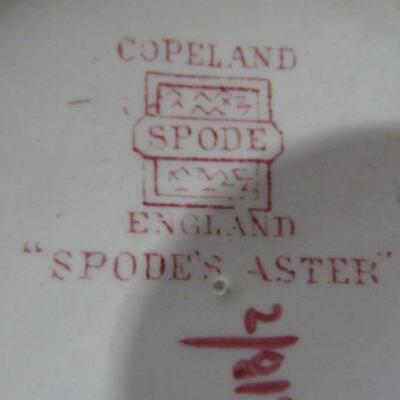 COPELAND
SPODE
ENGLAND
"SPODE'S ASTER"